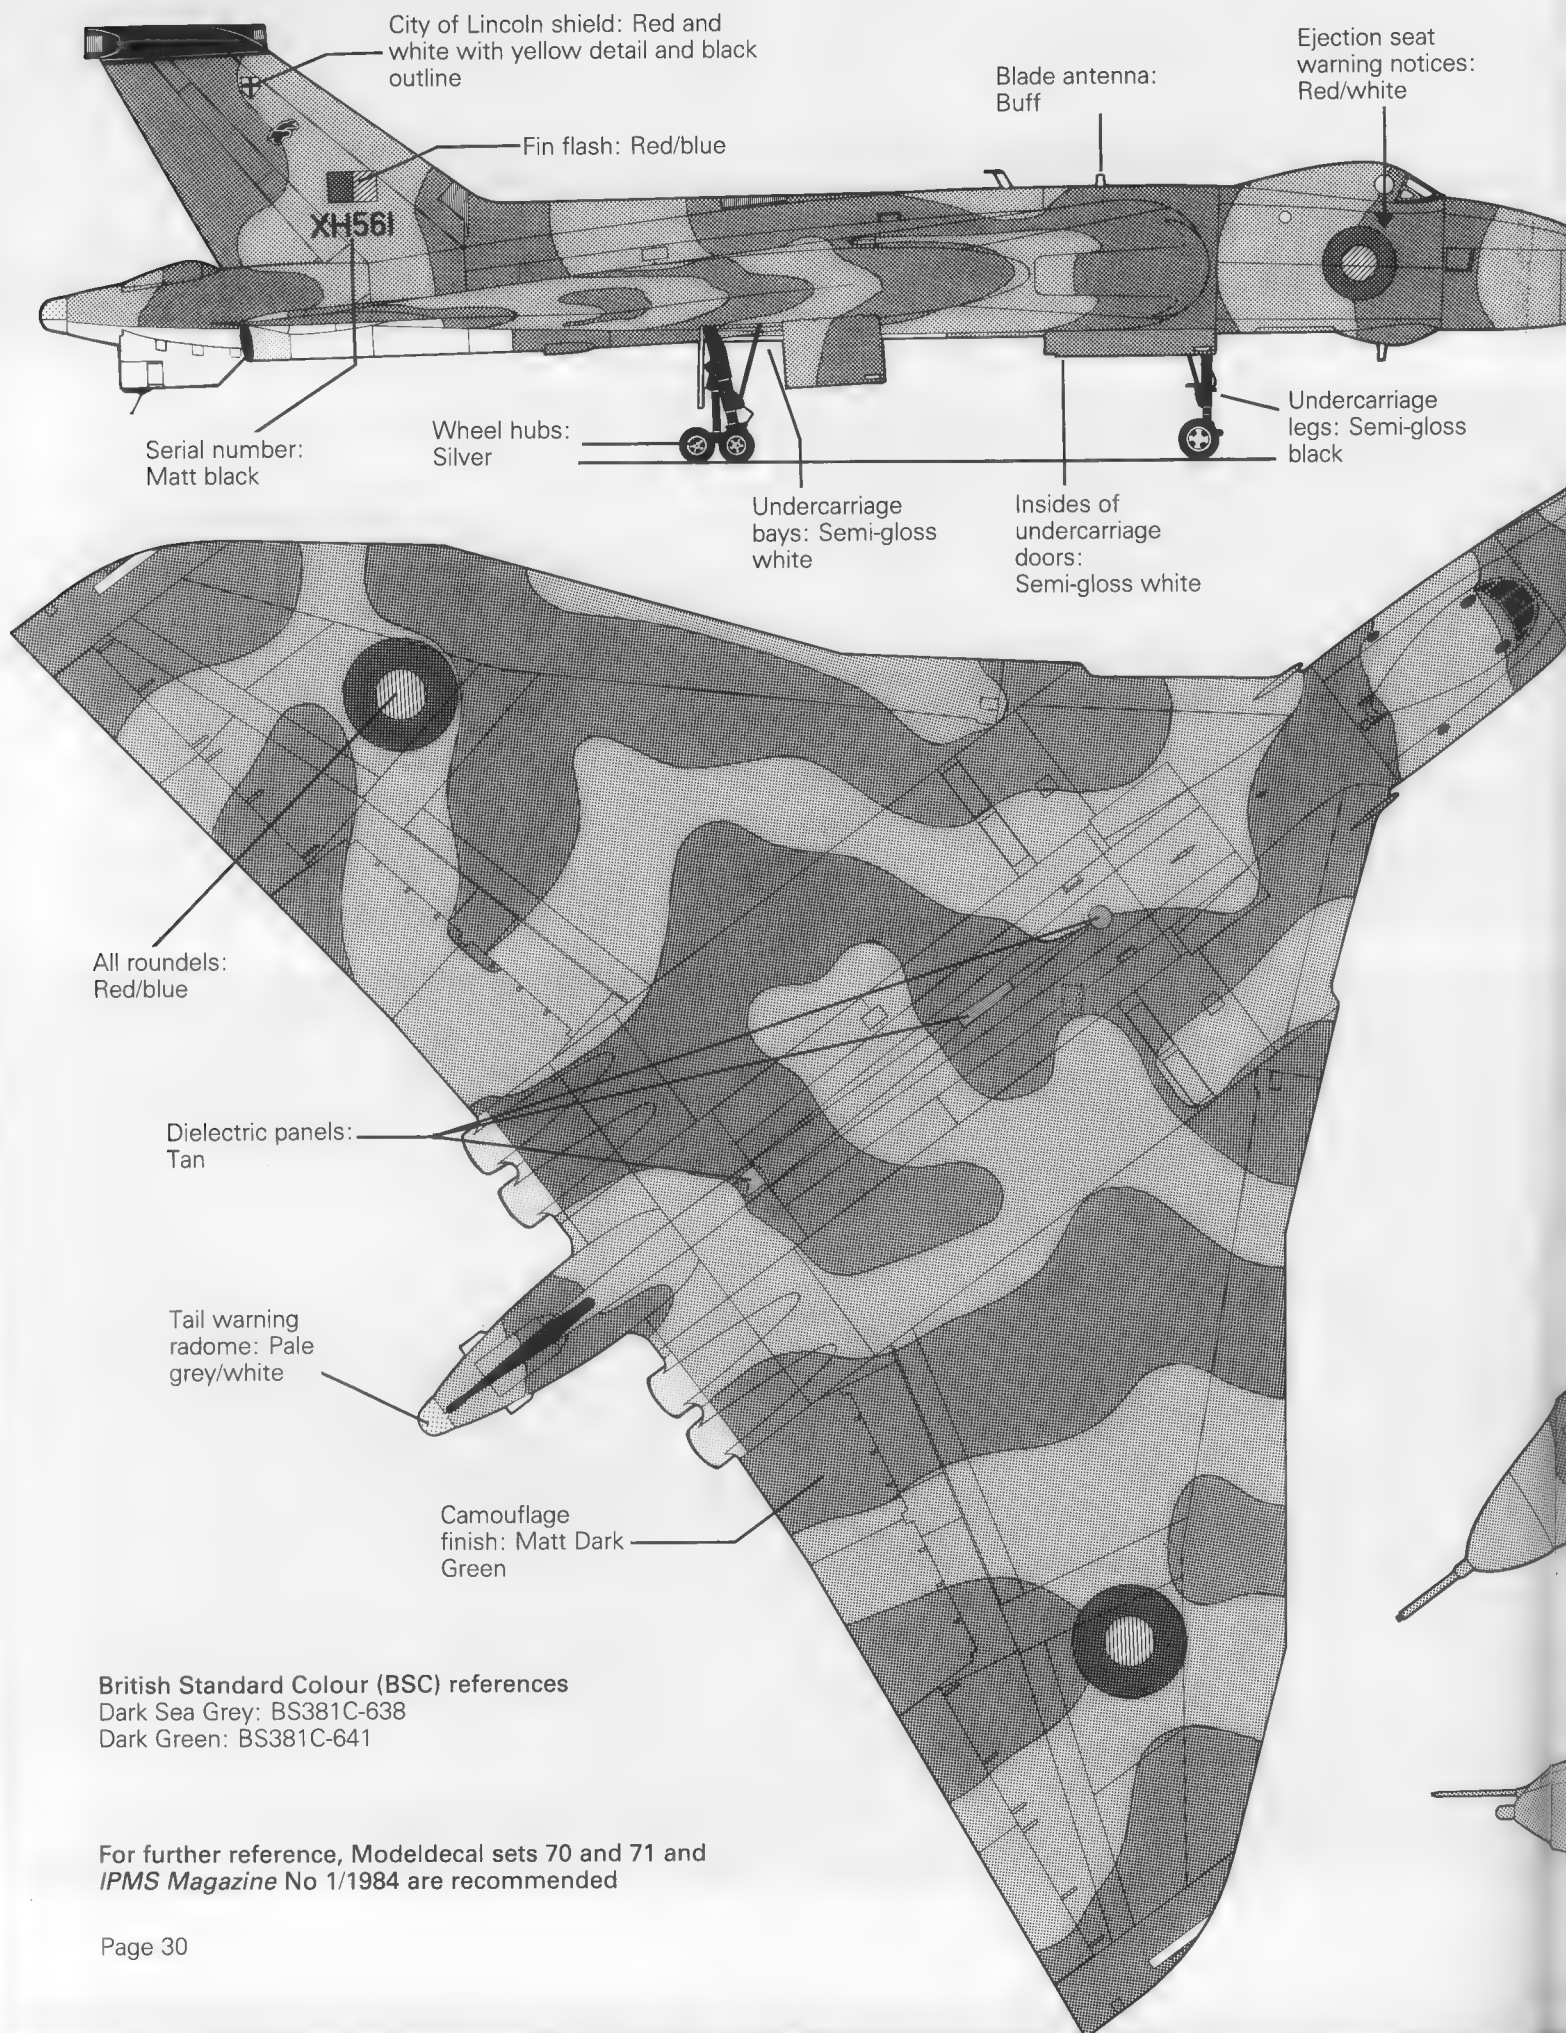 City of Lincoln shield: Red and
white with yellow detail and black
outline
Ejection seat
warning notices:
Red/white
Blade antenna:
Buff
Fin flash: Red/blue
XH561
Serial number:
Matt black
Wheel hubs:
Silver
Undercarriage
legs: Semi-gloss
black
Undercarriage
bays: Semi-gloss
white
Insides of
undercarriage
doors:
Semi-gloss white
All roundels:
Red/blue
Dielectric panels:
Tan
Tail warning
radome: Pale
grey/white
Camouflage
finish: Matt Dark
Green
British Standard Colour (BSC) references
Dark Sea Grey: BS381C-638
Dark Green: BS381C-641
For further reference, Modeldecal sets 70 and 71 and
IPMS Magazine No 1/1984 are recommended
Page 30